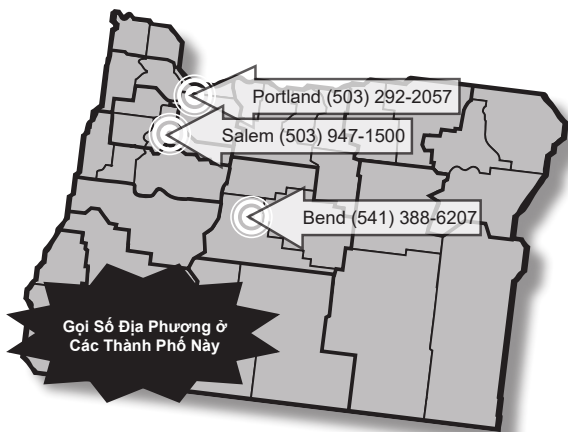 Portland (503) 292-2057
Salem (503) 947-1500
Bend (541) 388-6207
Gọi Số Địa Phương ở
Các Thành Phố Này